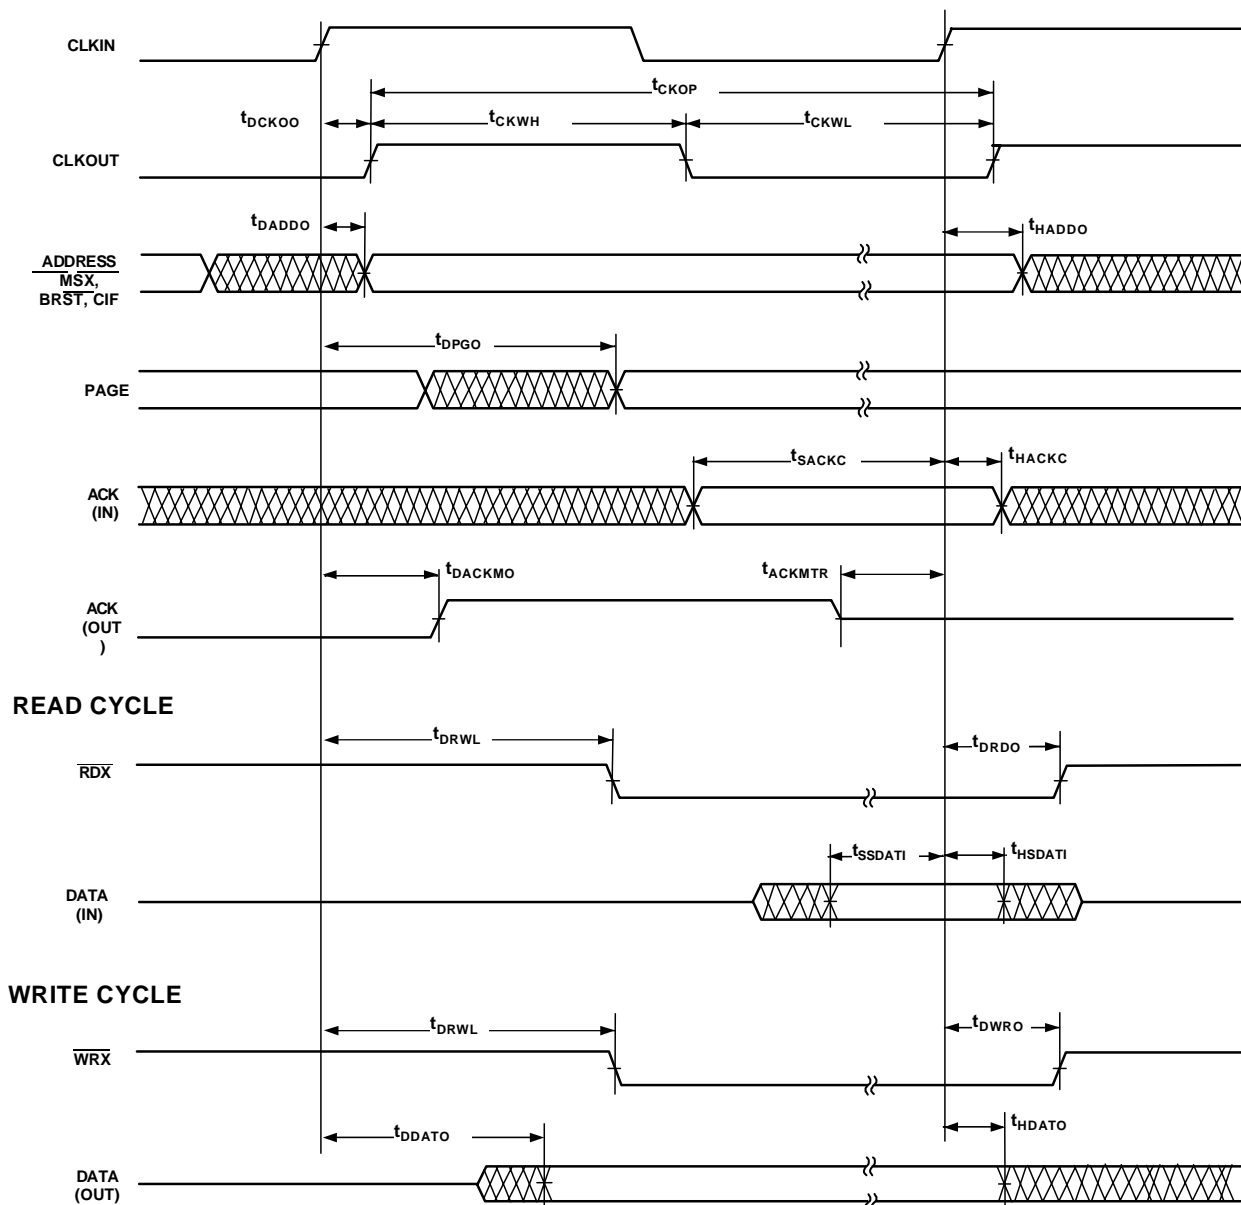 CLKIN
tCKOP
tDCKOO
tCKWH
tCKWL
CLKOUT
tDADDO
tHADDO
ADDRESS
MSX,
BRST, CIF
tDPGO
PAGE
tSACKC
tHACKC
ACK
(IN)
tDACKMO
tACKMTR
ACK
(OUT
)
READ CYCLE
tDRWL
tDRDO
RDX
tSSDATI
tHSDATI
DATA
(IN)
WRITE CYCLE
tDRWL
tDWRO
WRX
tDDATO
tHDATO
DATA
(OUT)